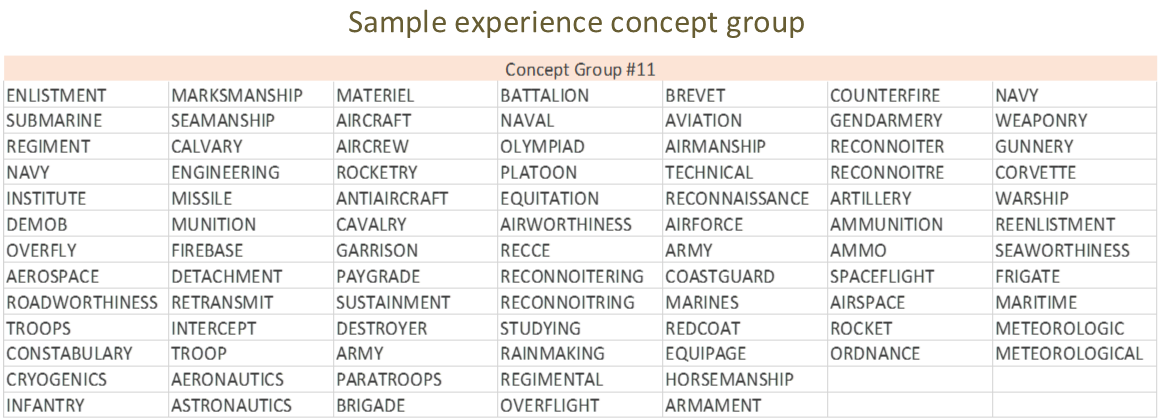 Sample experience concept group
Concept Group #11
ENLISTMENT MARKSMANSHIP MATERIEL BATTALION BREVET COUNTERFIRE NAVY
SUBMARINE SEAMANSHIP AIRCRAFT NAVAL AVIATION GENDARMERY WEAPONRY
REGIMENT CALVARY AIRCREW OLYMPIAD AIRMANSHIP RECONNOITER GUNNERY
NAVY ENGINEERING ROCKETRY PLATOON TECHNICAL RECONNOITRE CORVETTE
INSTITUTE MISSILE ANTIAIRCRAFT EQUITATION RECONNAISSANCE ARTILLERY WARSHIP
DEMOB MUNITION CAVALRY AIRWORTHINESS AIRFORCE AMMUNITION REENLISTMENT
OVERFLY FIREBASE GARRISON RECCE ARMY AMMO SEAWORTHINESS
AEROSPACE DETACHMENT PAYGRADE RECONNOITERING COASTGUARD SPACEFLIGHT FRIGATE
ROADWORTHINESS RETRANSMIT SUSTAINMENT RECONNOITRING MARINES AIRSPACE MARITIME
TROOPS INTERCEPT DESTROYER STUDYING REDCOAT ROCKET METEOROLOGIC
CONSTABULARY TROOP ARMY RAINMAKING EQUIPAGE ORDNANCE METEOROLOGICAL
CRYOGENICS AERONAUTICS PARATROOPS REGIMENTAL HORSEMANSHIP
INFANTRY ASTRONAUTICS BRIGADE OVERFLIGHT ARMAMENT